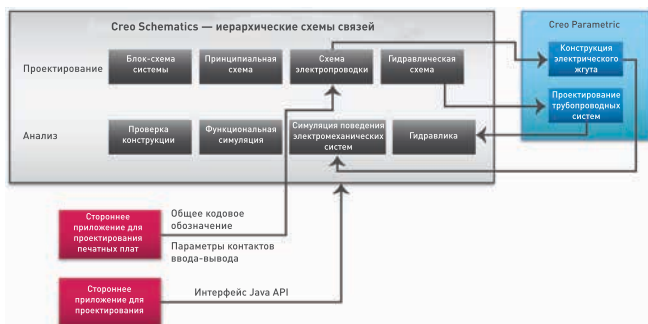 Creo Schematics — иерархические схемы связей
Creo Parametric
Проектирование
Блок-схема
системы
Принципиальная
схема
Схема
электропроводки
Гидравлическая
схема
Конструкция
электрического
жгута
Проектирование
трубопроводных
систем
Анализ
Проверка
конструкции
Функциональная
симуляция
Симуляция поведения
электромеханических
систем
Гидравлика
Стороннее
приложение для
проектирования
печатных плат
Общее кодовое
обозначение
Параметры контактов
ввода-вывода
Стороннее
приложение для
проектирования
Интерфейс Java API